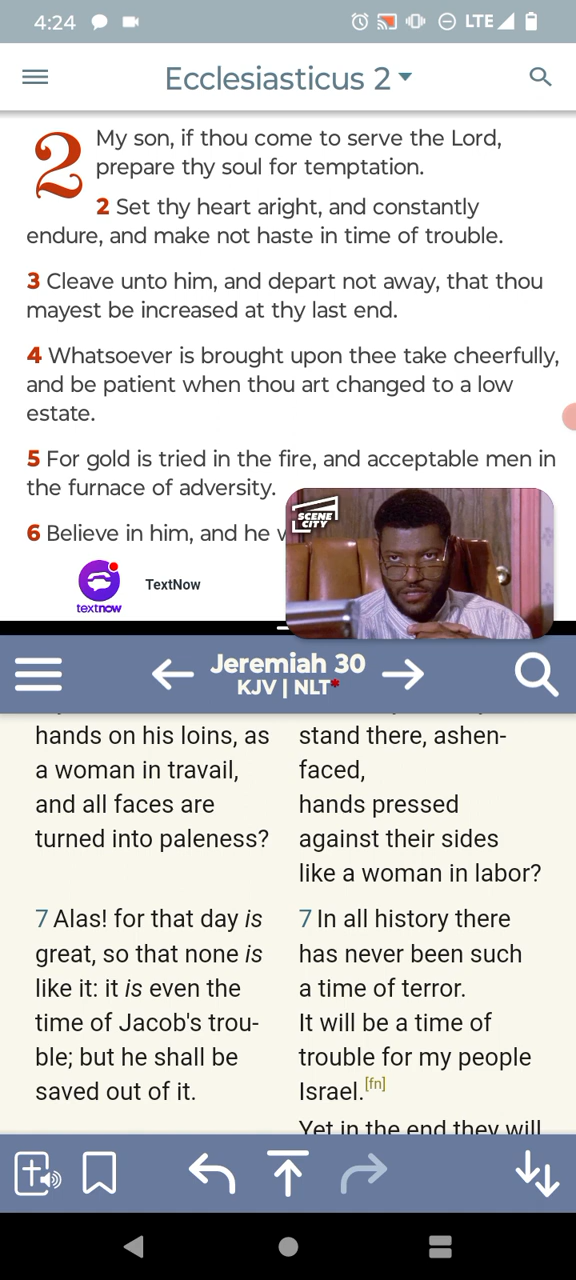 4:24
LTE
Ecclesiasticus 2
2 My son, if thou come to serve the Lord,
prepare thy soul for temptation.
2 Set thy heart aright, and constantly
endure, and make not haste in time of trouble.
3 Cleave unto him, and depart not away, that thou
mayest be increased at thy last end.
4 Whatsoever is brought upon thee take cheerfully,
and be patient when thou art changed to a low
estate.
5 For gold is tried in the fire, and acceptable men in
the furnace of adversity.
6 Believe in him, and he
SCENE
CITY
TextNow
textnow
Jeremiah 30
KJV | NLT*
hands on his loins, as
a woman in travail,
and all faces are
turned into paleness?
7 Alas! for that day is
great, so that none is
like it: it is even the
time of Jacob's trou-
ble; but he shall be
saved out of it.
stand there, ashen-
faced,
hands pressed
against their sides
like a woman in labor?
7 In all history there
has never been such
a time of terror.
It will be a time of
trouble for my people
Israel.[fn]
Yet in the end they will